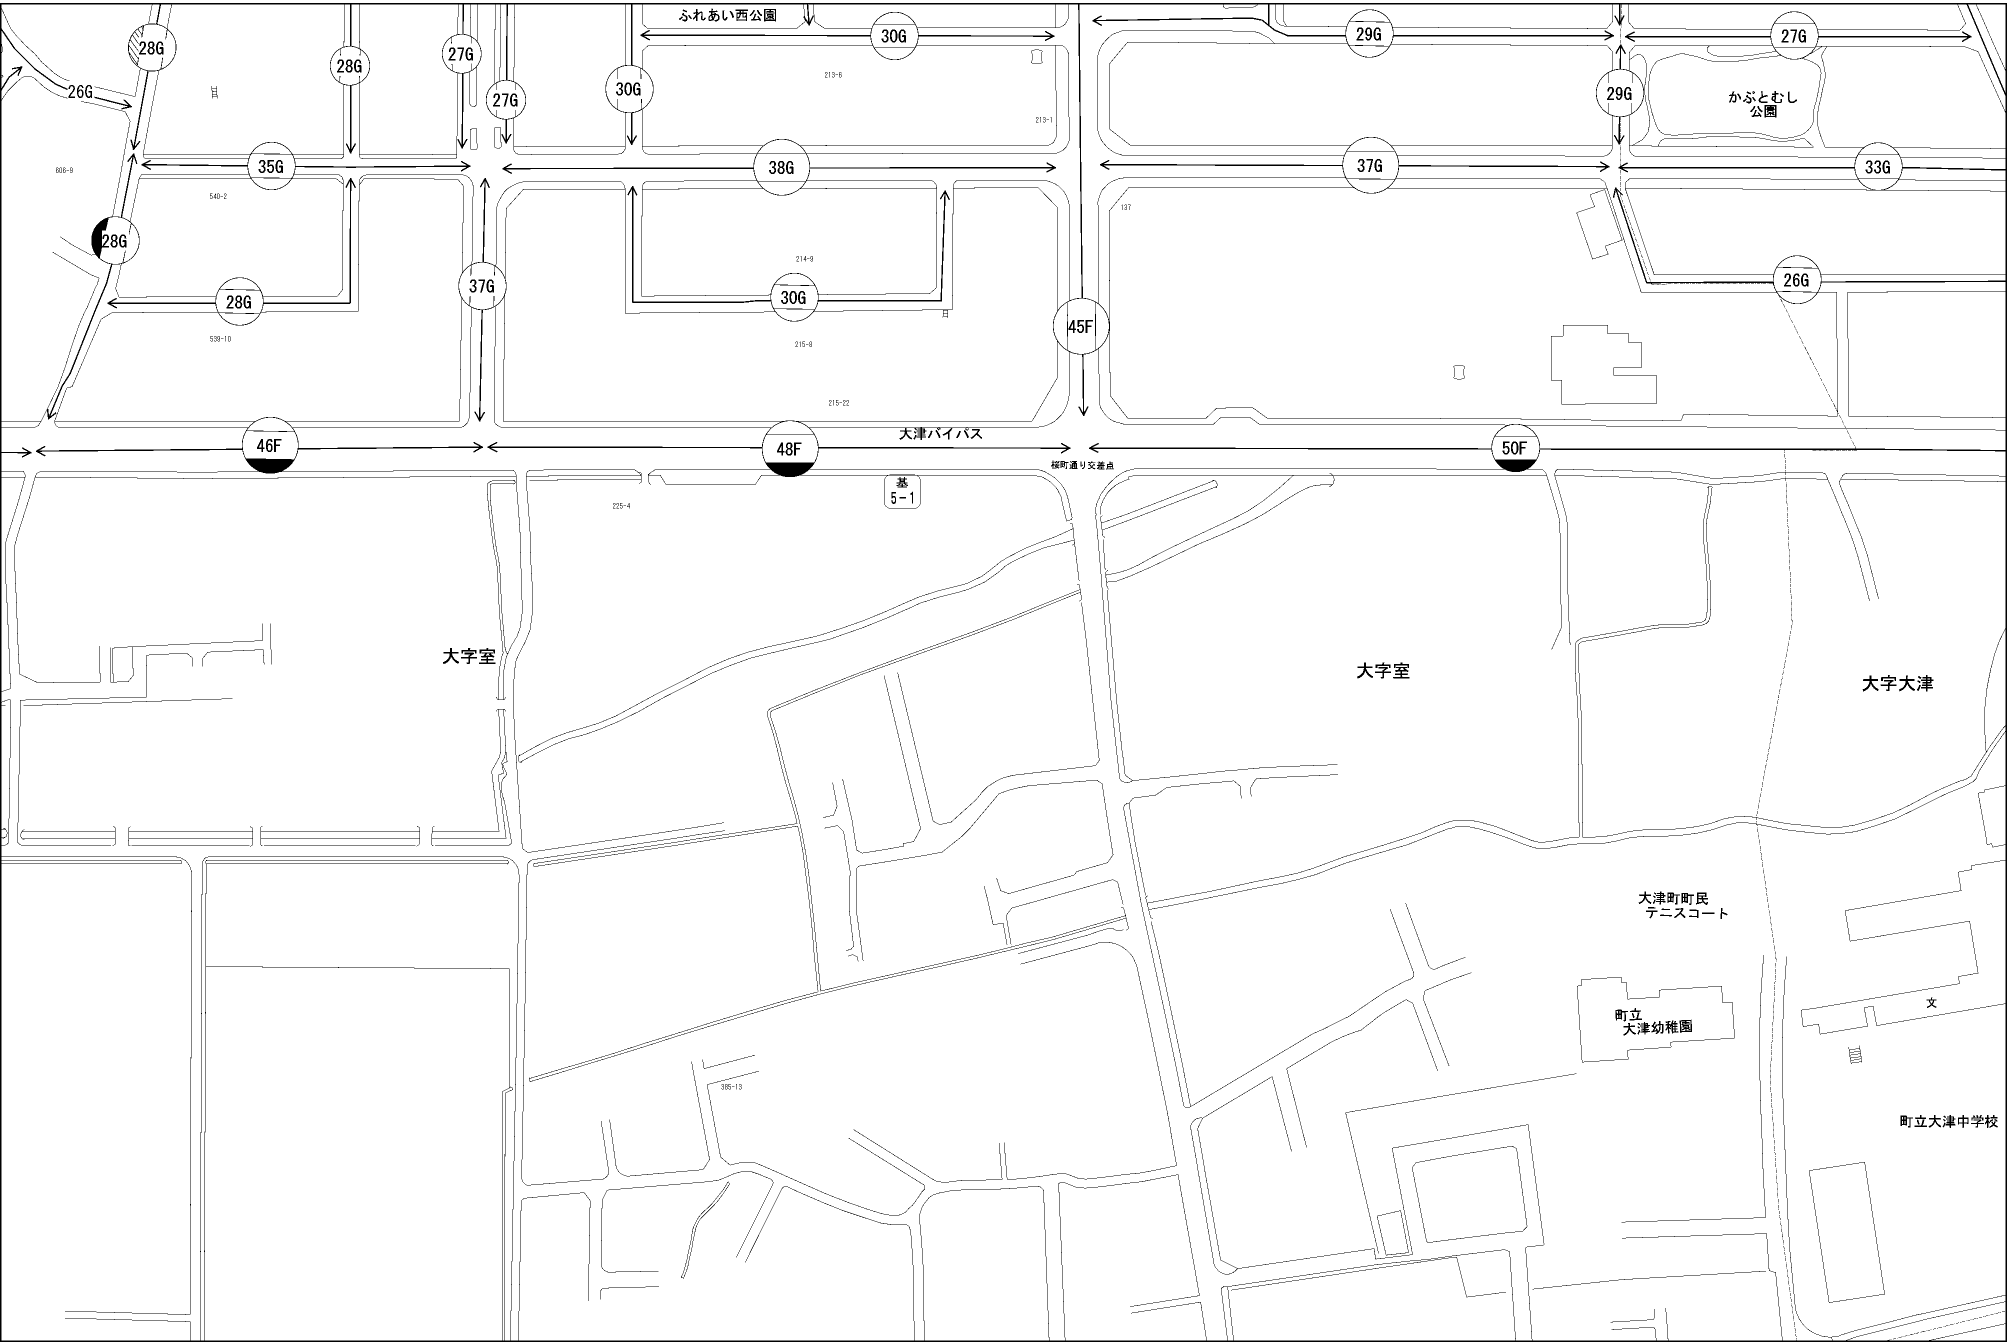 ふれあい西公園
30G
29G
27G
28G
28G
27G
27G
30G
26G
213-6
29G
かぶとむし
公園
213-1
35G
38G
37G
33G
606-9
540-2
137
28G
214-9
37G
28G
30G
26G
45F
539-10
215-8
215-22
大津バイパス
46F
48F
50F
桜町通り交差点
基
5-1
225-4
大字室
大字室
大字大津
大津町町民
テニスコート
文
町立
大津幼稚園
385-13
町立大津中学校